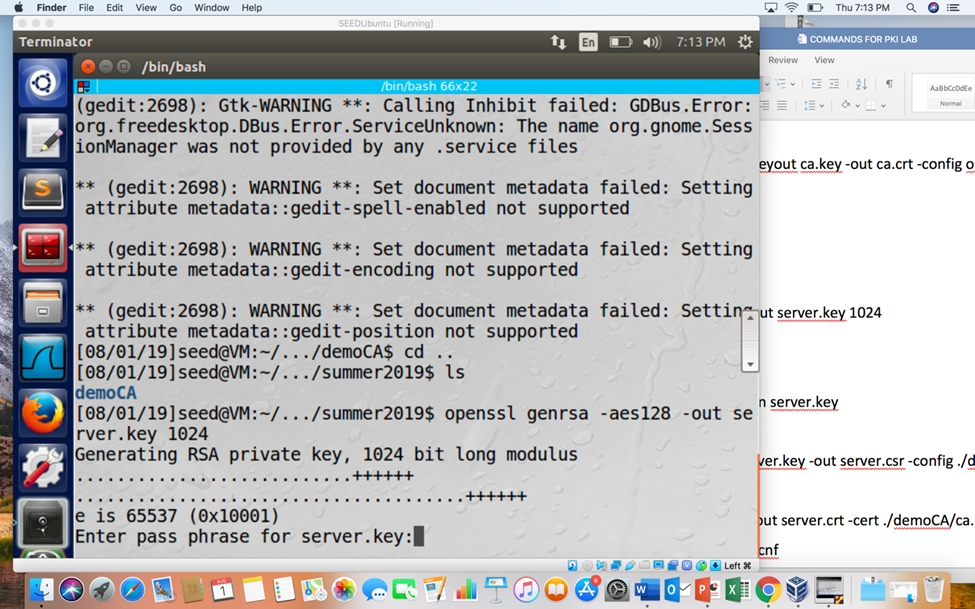 Finder File Edit View Go Window Help Thu 7:13 PM
SEEDUbuntu [Running]
Terminator En 7:13 PM
/bin/bash
/bin/bash 66x22
(gedit:2698): Gtk-WARNING **: Calling Inhibit failed: GDBus.Error:
org.freedesktop.DBus.Error.ServiceUnknown: The name org.gnome.Sess
ionManager was not provided by any .service files
** (gedit:2698): WARNING **: Set document metadata failed: Setting
attribute metadata::gedit-spell-enabled not supported
** (gedit:2698): WARNING **: Set document metadata failed: Setting
attribute metadata::gedit-encoding not supported
** (gedit:2698): WARNING **: Set document metadata failed: Setting
attribute metadata::gedit-position not supported
[08/01/19]seed@VM:~/.../demoCA$ cd ..
[08/01/19]seed@VM:~/.../summer2019$ ls
demoCA
[08/01/19]seed@VM:~/.../summer2019$ openssl genrsa -aes128 -out se
rver.key 1024
Generating RSA private key, 1024 bit long modulus
...........................++++++
......................................++++++
e is 65537 (0x10001)
Enter pass phrase for server.key:
Left ⌘
COMMANDS FOR PKI LAB
Review View
AaBbCcDdEe
Normal
eyout ca.key -out ca.crt -config o
ut server.key 1024
n server.key
ver.key -out server.csr -config ./d
out server.crt -cert ./demoCA/ca.
cnf